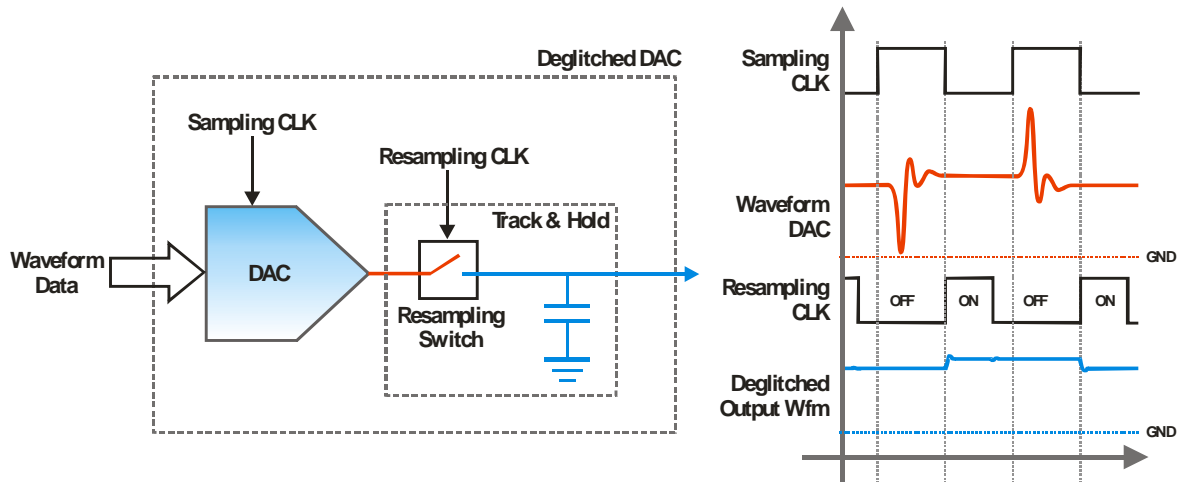 Deglitched DAC
Sampling CLK
Resampling CLK
Track & Hold
Waveform
Data
DAC
Resampling
Switch
Sampling
CLK
Waveform
DAC
GND
Resampling
CLK
OFF
ON
OFF
ON
Deglitched
Output Wfm
GND